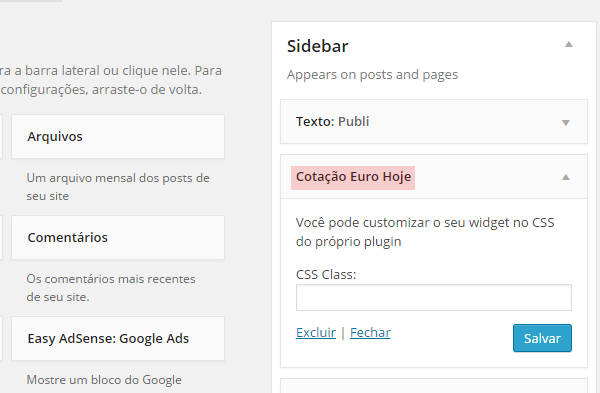 ra a barra lateral ou clique nele. Para
configurações, arraste-o de volta.
Arquivos
Um arquivo mensal dos posts de
seu site
Comentários
Os comentários mais recentes
de seu site.
Easy AdSense: Google Ads
Mostre um bloco do Google
Sidebar
Appears on posts and pages
Texto: Publi
Cotação Euro Hoje
Você pode customizar o seu widget no CSS
do próprio plugin
CSS Class:
Excluir | Fechar
Salvar